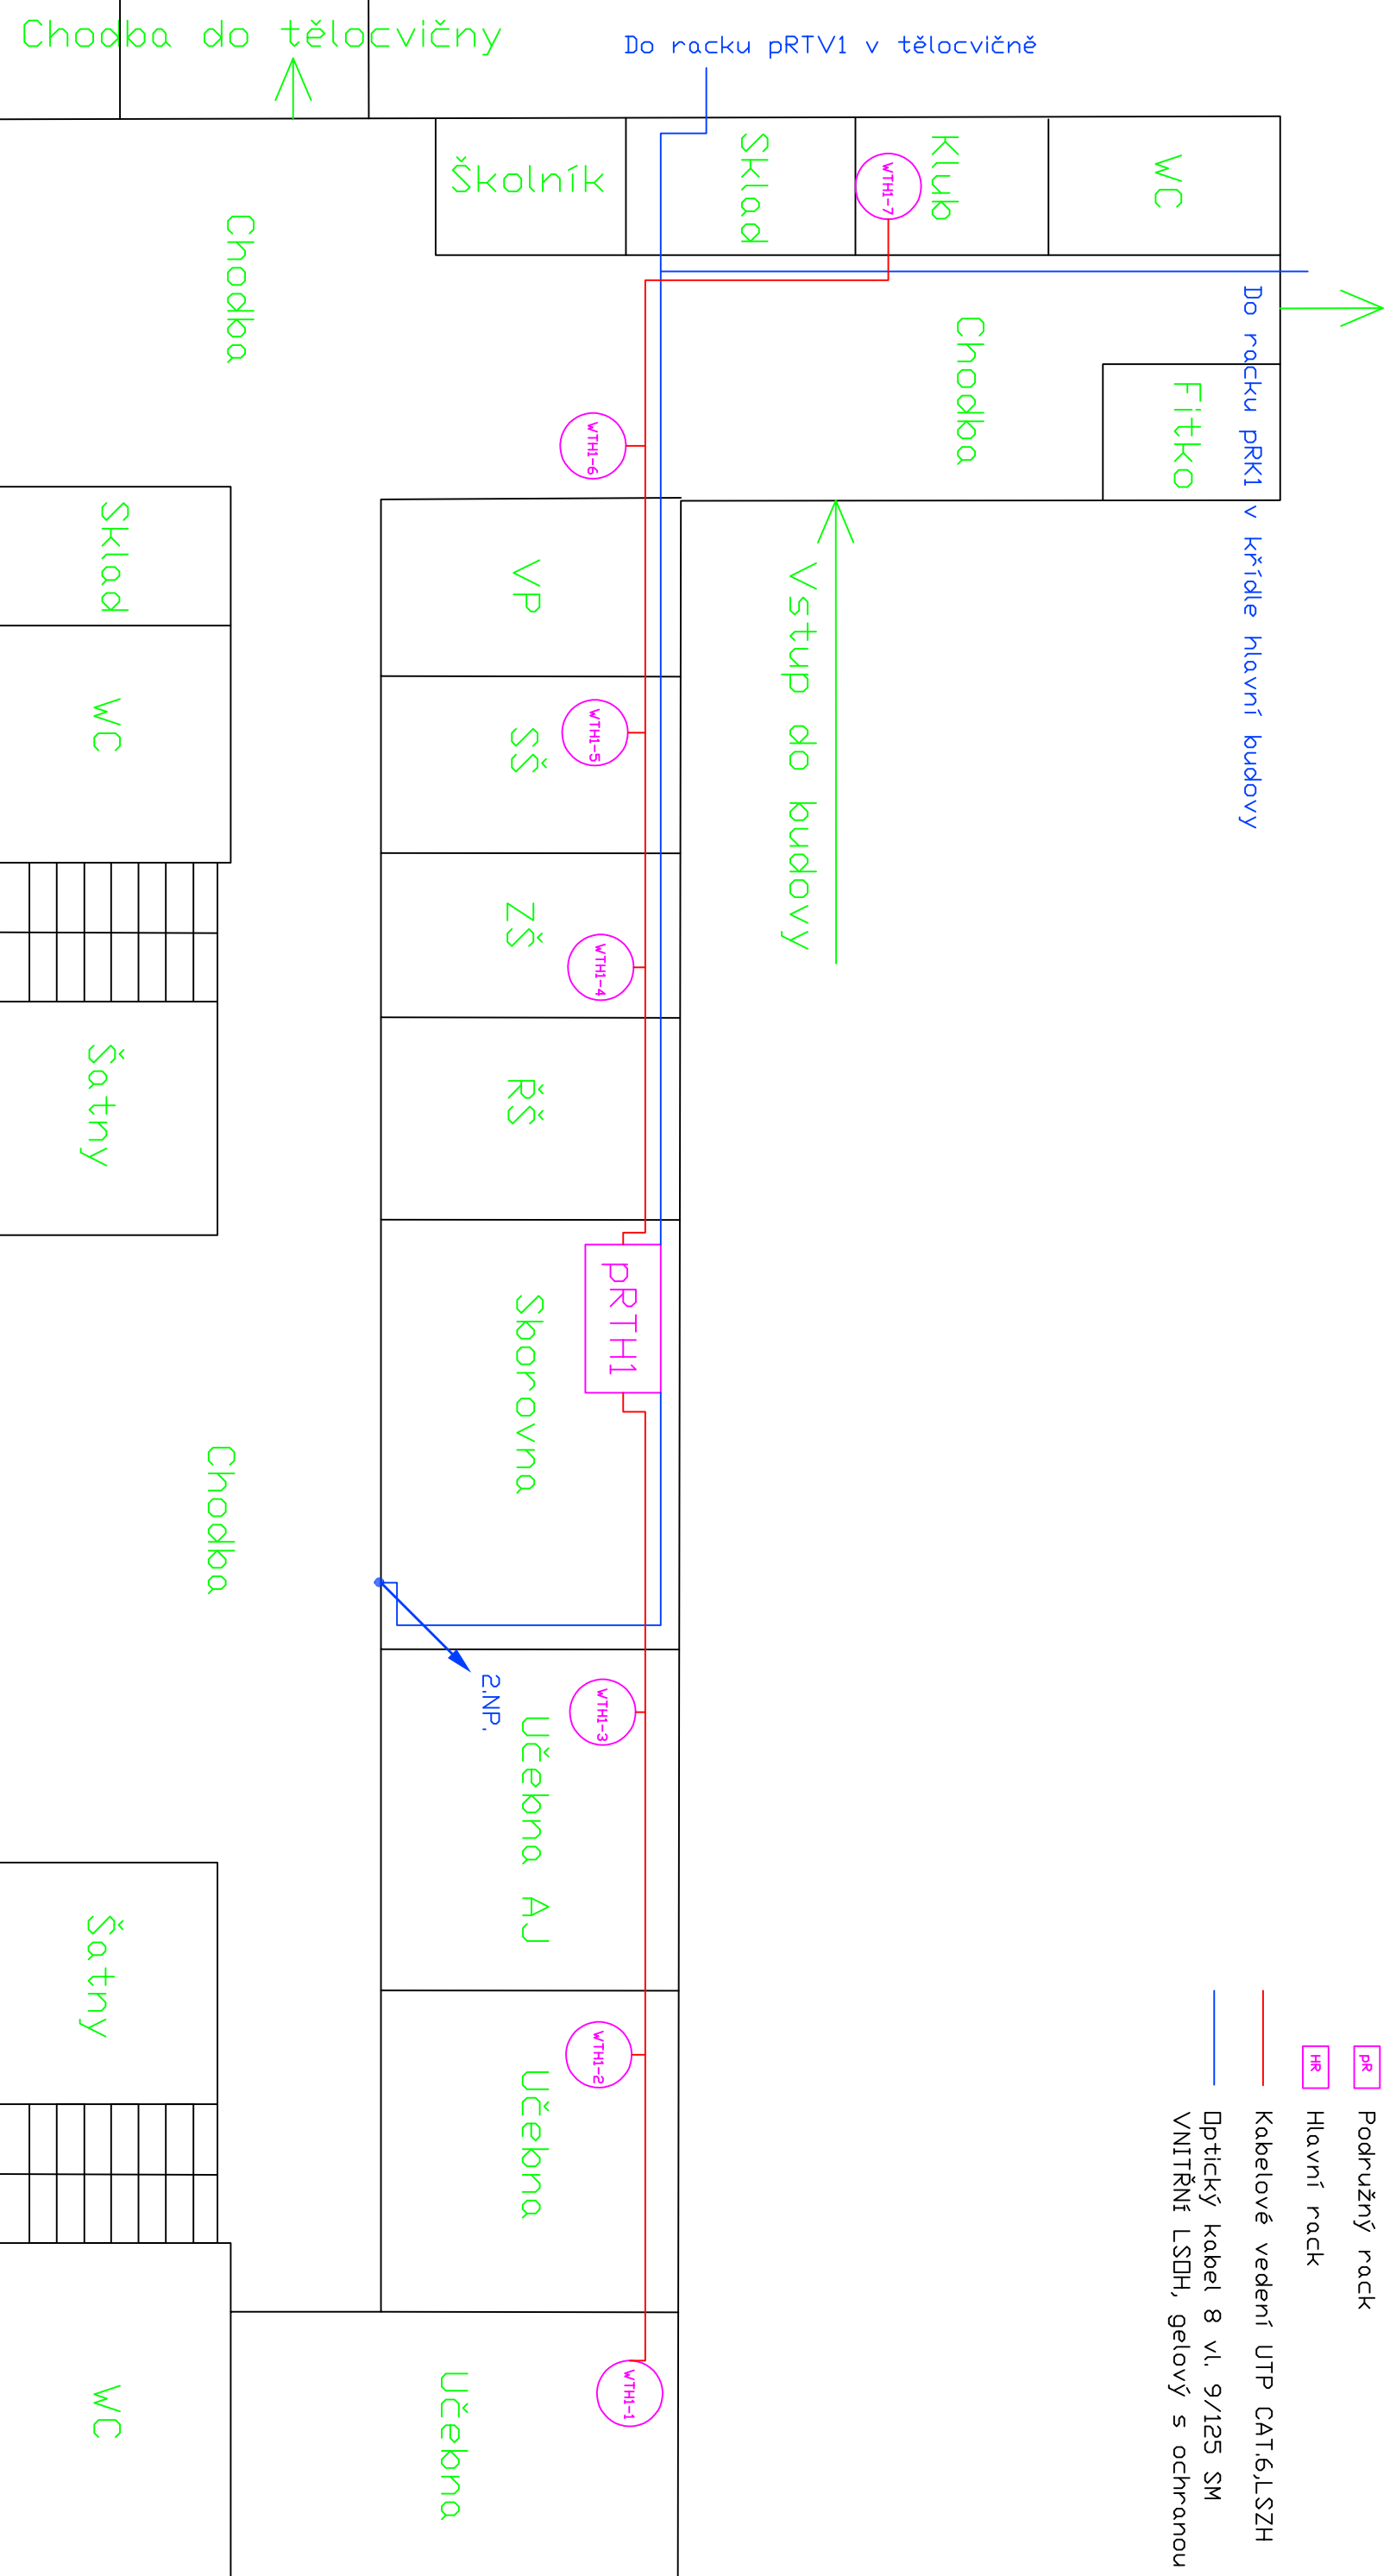 Chodba do tělocvičny
Do racku pRTV1 v tělocvičně
Školník
Sklad
Klub
WC
WTH1-7
Chodba
Chodba
Fitko
Do racku pRK1 v křídle hlavní budovy
WTH1-6
Sklad
VP
Vstup do budovy
WC
SŠ
WTH1-5
ZŠ
WTH1-4
Šatny
ŘŠ
pRTH1
Sborovna
Chodba
2.NP.
WTH1-3
Učebna AJ
Šatny
WTH1-2
Učebna
WC
Učebna
WTH1-1
pR Podružný rack
HR Hlavní rack
Kabelové vedení UTP CAT.6,LSZH
Optický kabel 8 vl. 9/125 SM
VNITŘNÍ LSOH, gelový s ochranou